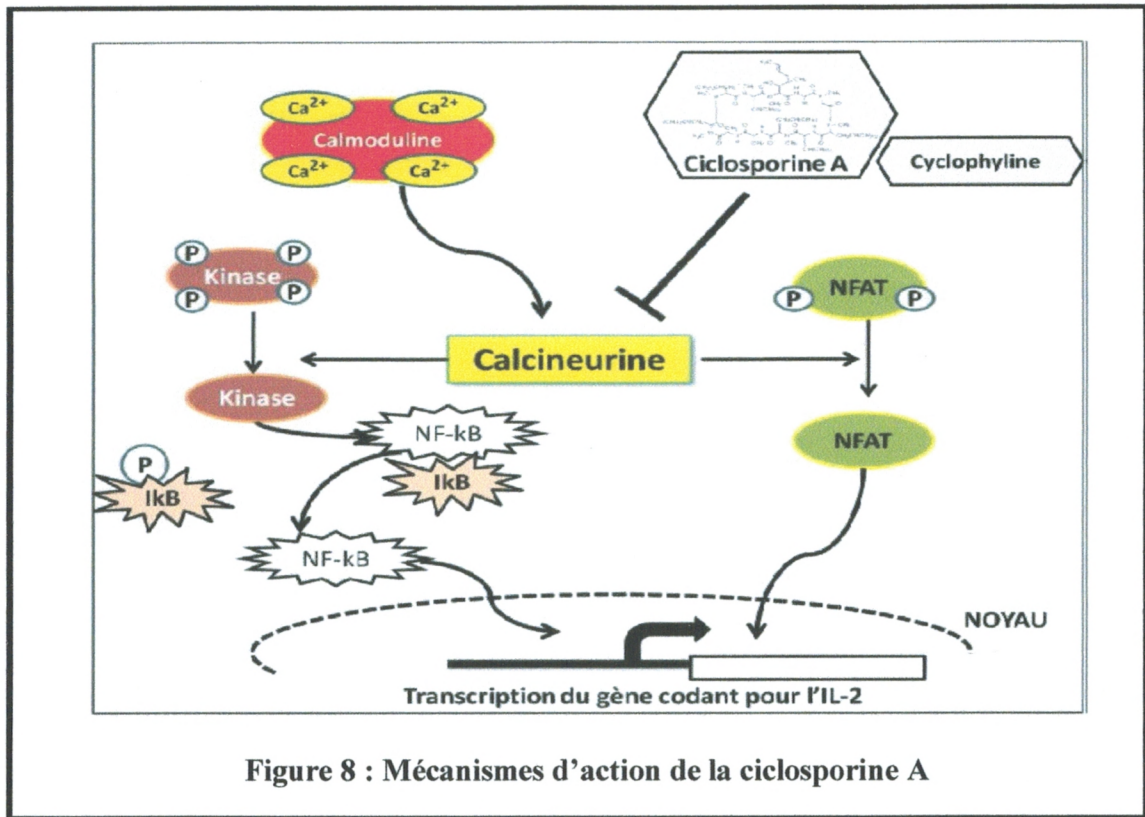 Ca2+ Ca2+
Calmoduline
Ca2+ Ca2+
Ciclosporine A
Cyclophyline
P P
Kinase
P P
NFAT
P P
Calcineurine
Kinase
NF-kB
IkB
NFAT
P
IkB
NF-kB
NOYAU
Transcription du gène codant pour l'IL-2
Figure 8 : Mécanismes d'action de la ciclosporine A